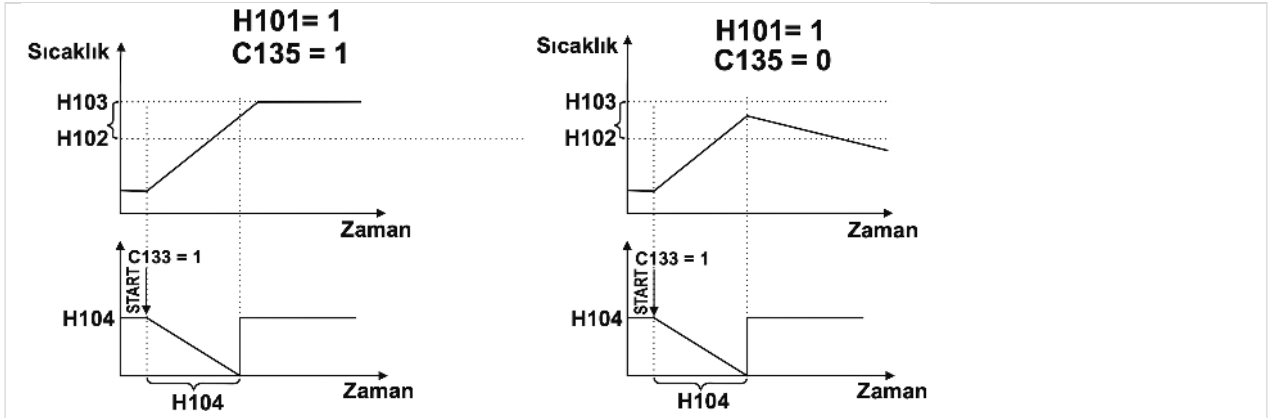 H101= 1
C135 = 1
Sıcaklık
H103
H102
Zaman
C133 = 1
START
H104
Zaman
H104
H101= 1
C135 = 0
Sıcaklık
H103
H102
Zaman
C133 = 1
START
H104
Zaman
H104